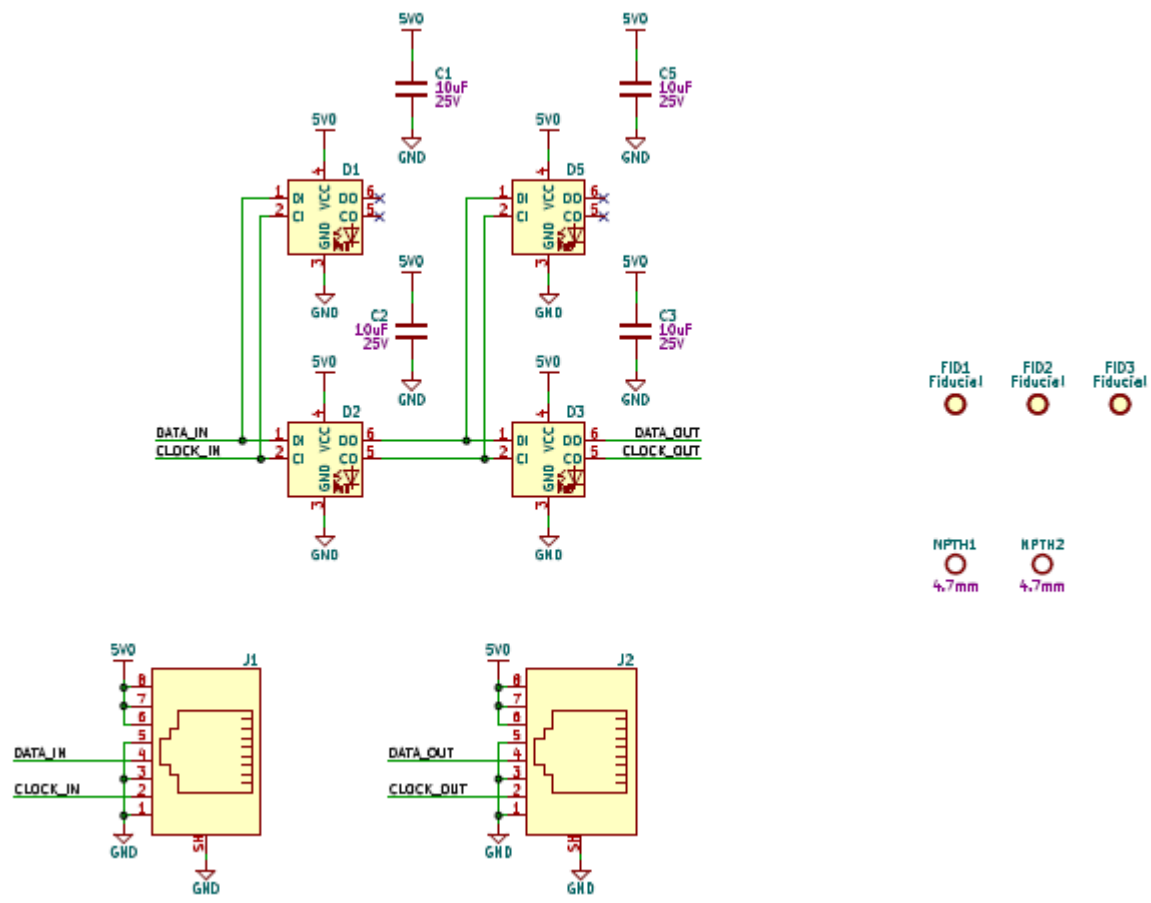 5V0
5V0
C1
10uF
25V
C5
10uF
25V
5V0
GND
5V0
GND
D1
D5
4
4
1 DI VCC DO 6
2 CI GND CO 5
3
1 DI VCC DO 6
2 CI GND CO 5
3
5V0
5V0
GND
GND
C2
10uF
25V
C3
10uF
25V
5V0
GND
5V0
GND
FID1
Fiducial
FID2
Fiducial
FID3
Fiducial
D2
D3
4
4
DATA_IN
CLOCK_IN
1 DI VCC DO 6
2 CI GND CO 5
3
1 DI VCC DO 6
2 CI GND CO 5
3
DATA_OUT
CLOCK_OUT
GND
GND
NPTH1
4.7mm
NPTH2
4.7mm
5V0
J1
8
7
6
5
DATA_IN 4
3
CLOCK_IN 2
1
GND
SH
GND
5V0
J2
8
7
6
5
DATA_OUT 4
3
CLOCK_OUT 2
1
GND
SH
GND